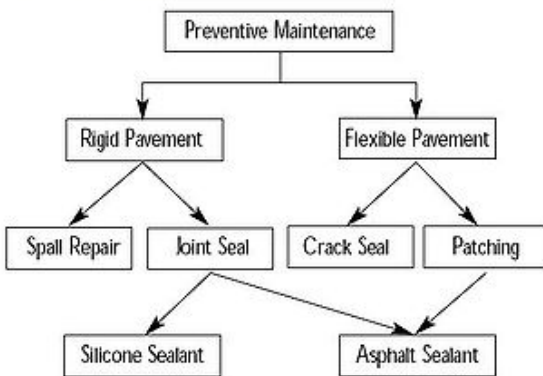 Preventive Maintenance
Rigid Pavement
Flexible Pavement
Spall Repair
Joint Seal
Crack Seal
Patching
Silicone Sealant
Asphalt Sealant